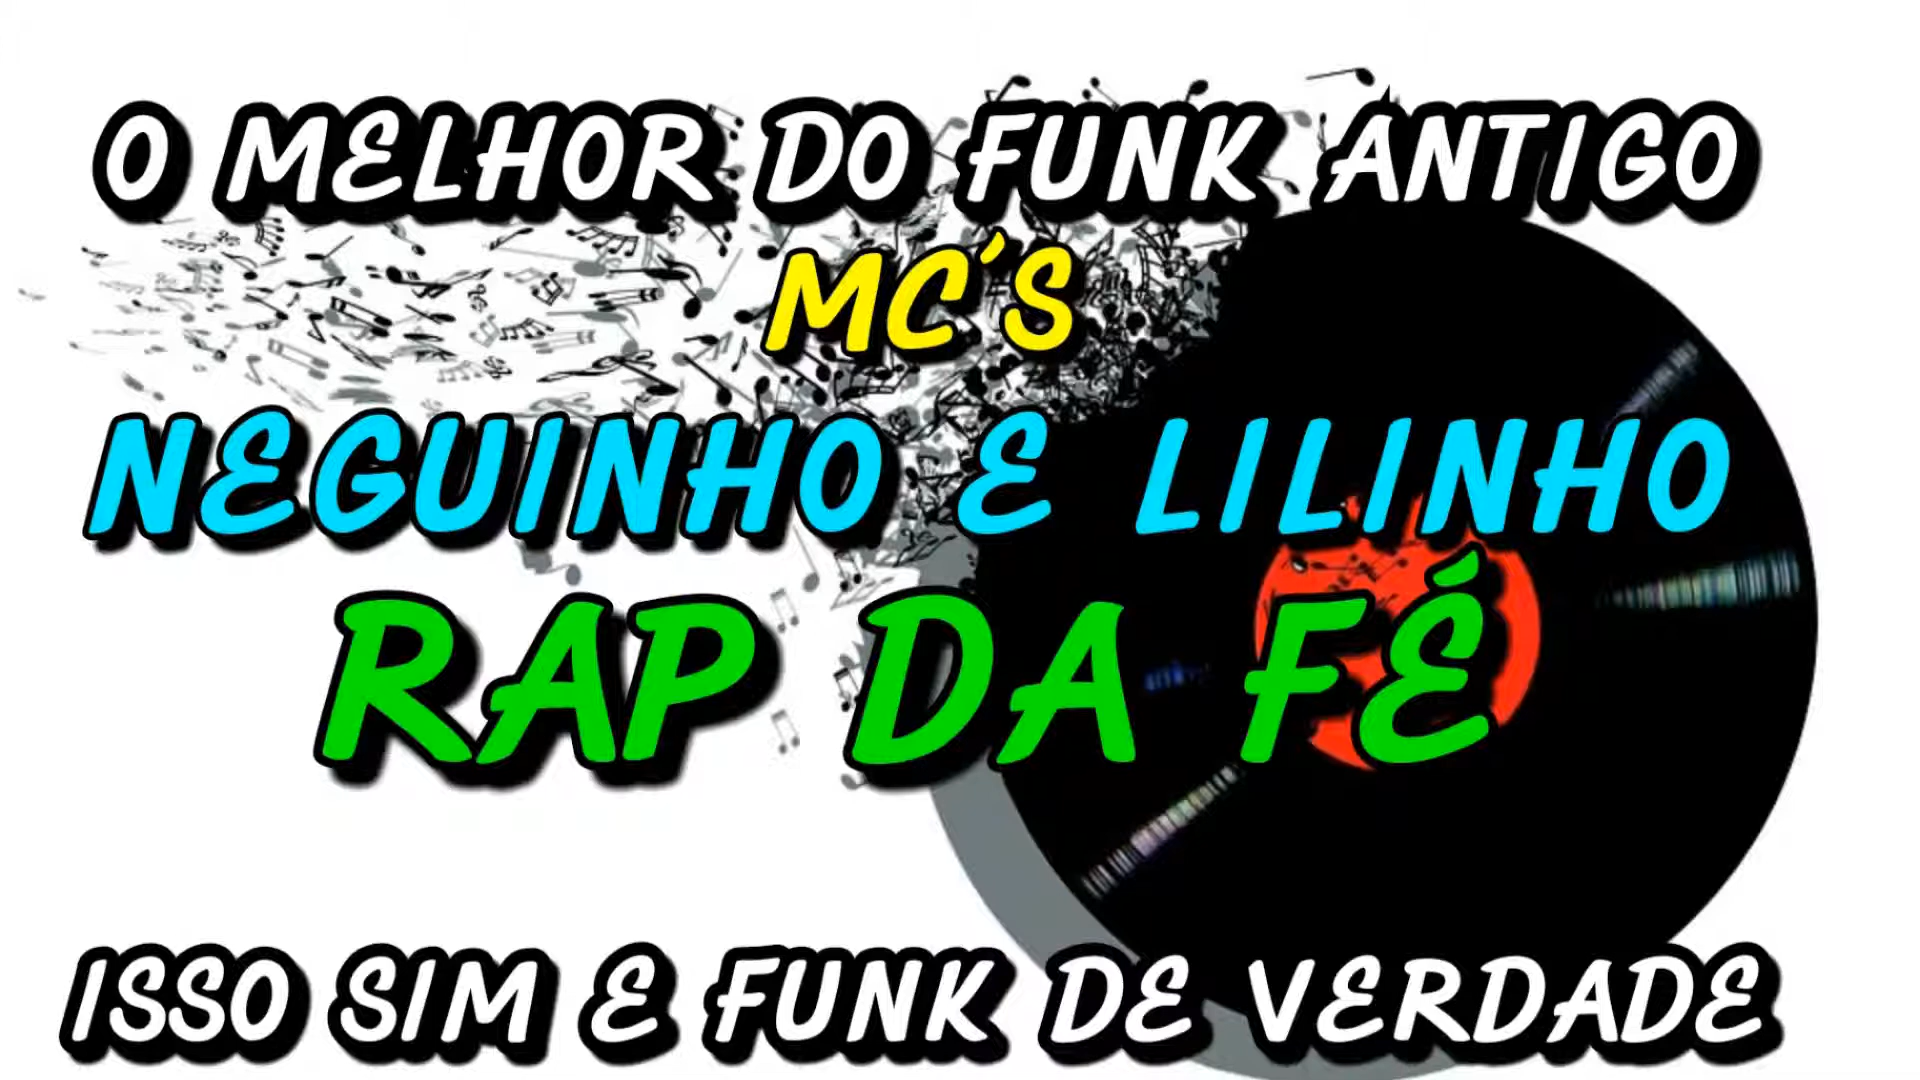 O MELHOR DO FUNK ANTIGO
MC´S
NEGUINHO E LILINHO
RAP DA FÉ
ISSO SIM E FUNK DE VERDADE